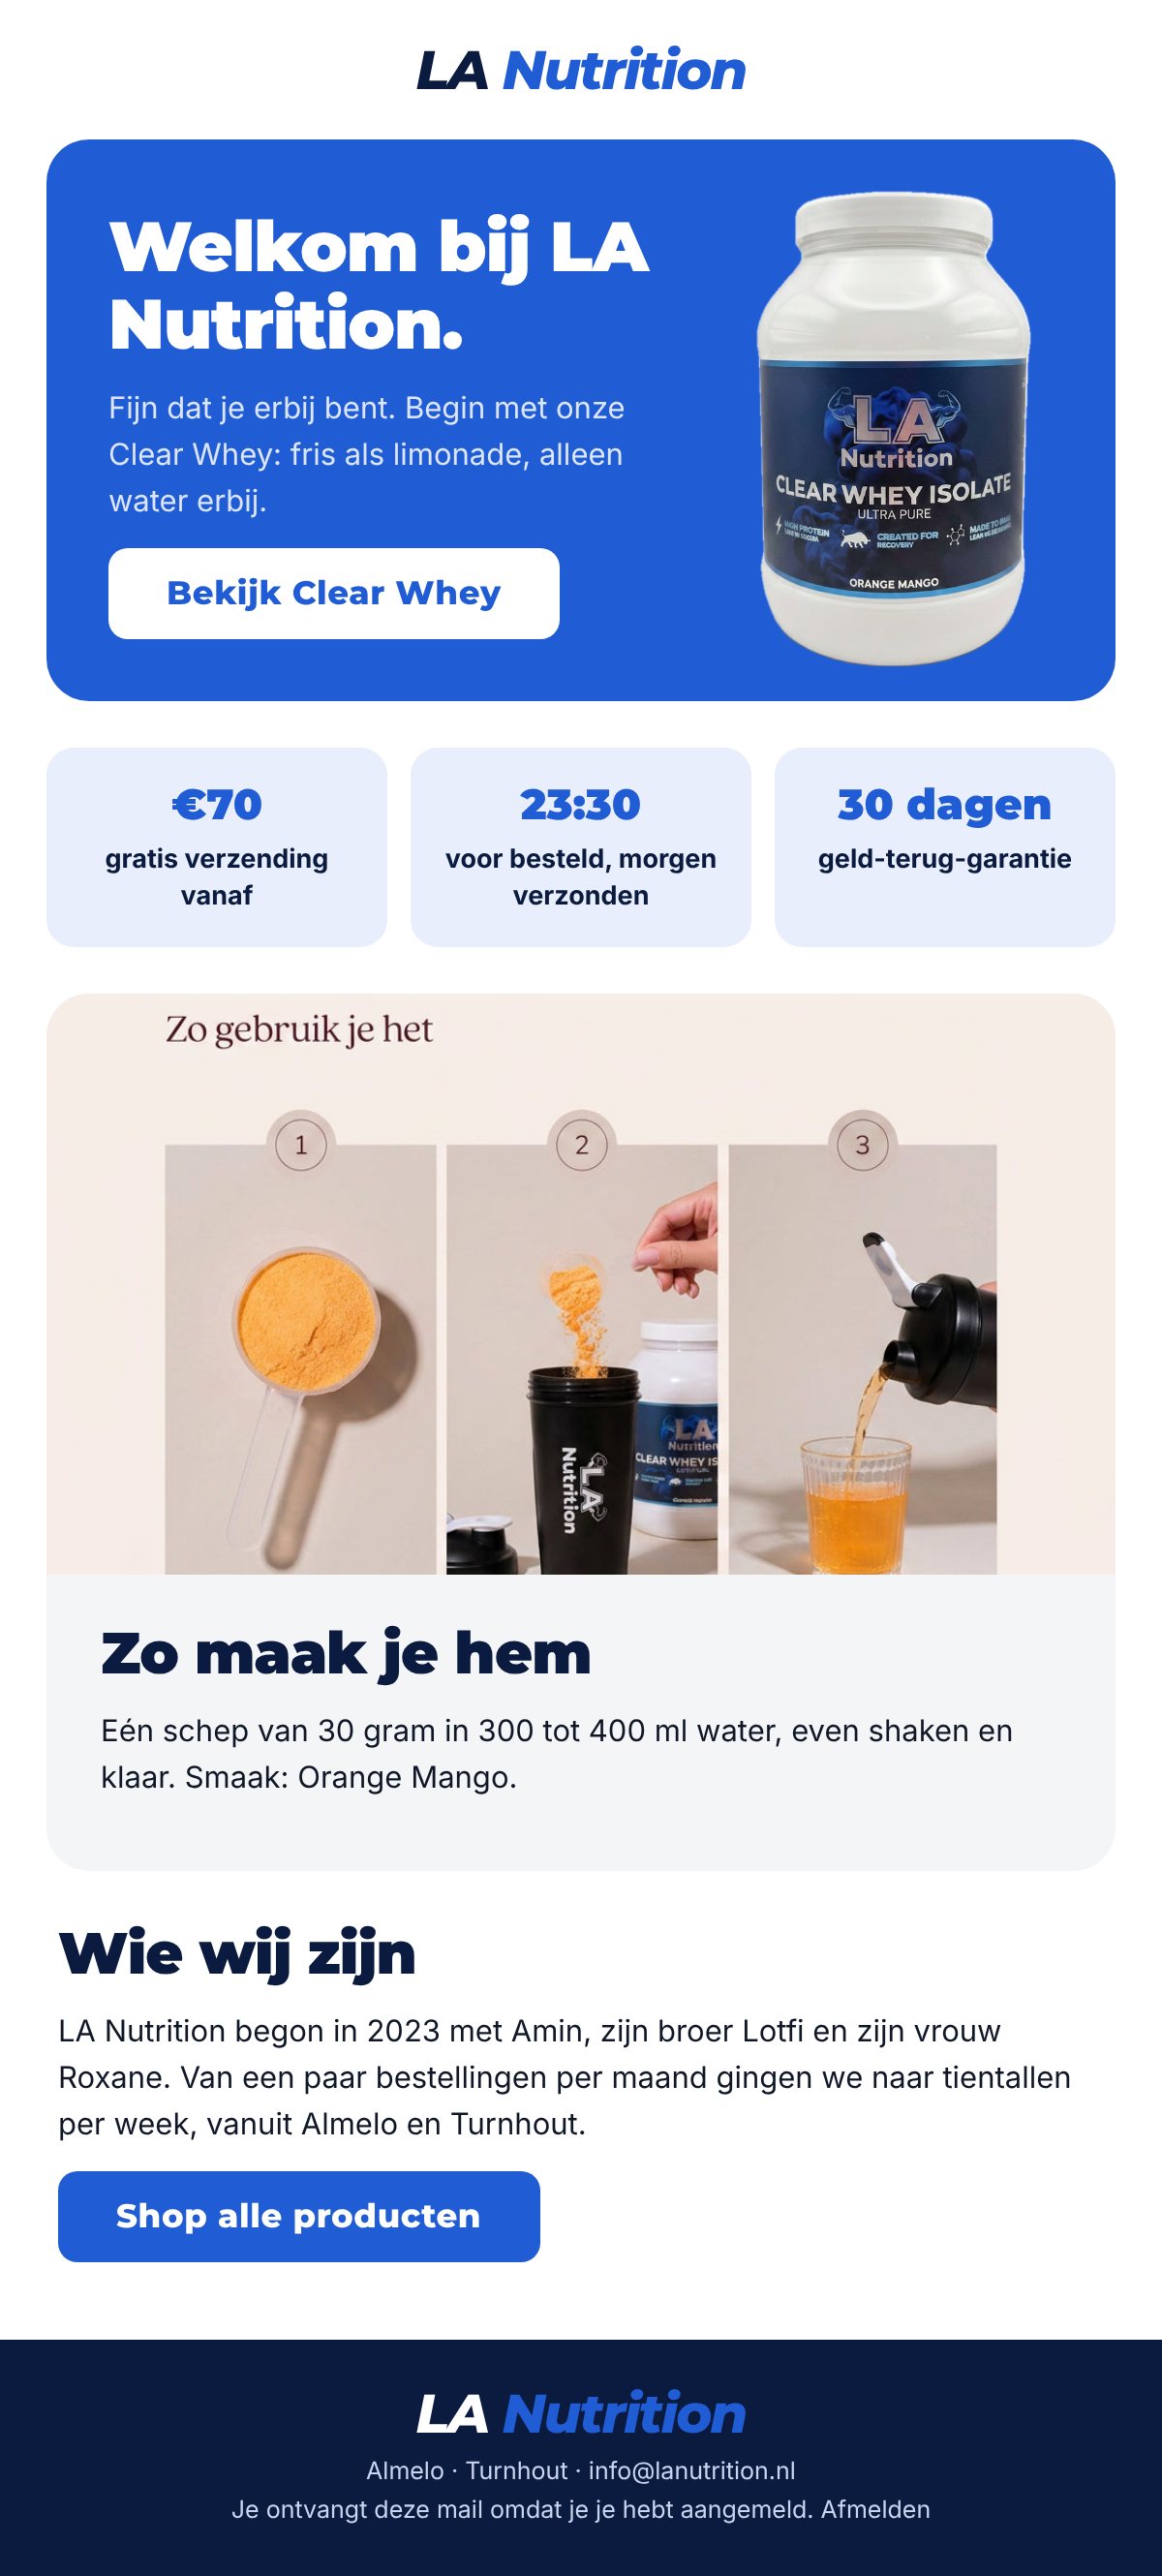 LA Nutrition
Welkom bij LA
Nutrition.
Fijn dat je erbij bent. Begin met onze
Clear Whey: fris als limonade, alleen
water erbij.
Bekijk Clear Whey
LA
Nutrition
CLEAR WHEY ISOLATE
ULTRA PURE
HIGH PROTEIN
CREATED FOR
RECOVERY
MADE TO
ORANGE MANGO
€70
gratis verzending
vanaf
23:30
voor besteld, morgen
verzonden
30 dagen
geld-terug-garantie
Zo gebruik je het
1
2
3
LA
Nutrition
LA
Nutrition
CLEAR WHEY IS
Zo maak je hem
Eén schep van 30 gram in 300 tot 400 ml water, even shaken en
klaar. Smaak: Orange Mango.
Wie wij zijn
LA Nutrition begon in 2023 met Amin, zijn broer Lotfi en zijn vrouw
Roxane. Van een paar bestellingen per maand gingen we naar tientallen
per week, vanuit Almelo en Turnhout.
Shop alle producten
LA Nutrition
Almelo · Turnhout · info@lanutrition.nl
Je ontvangt deze mail omdat je je hebt aangemeld. Afmelden